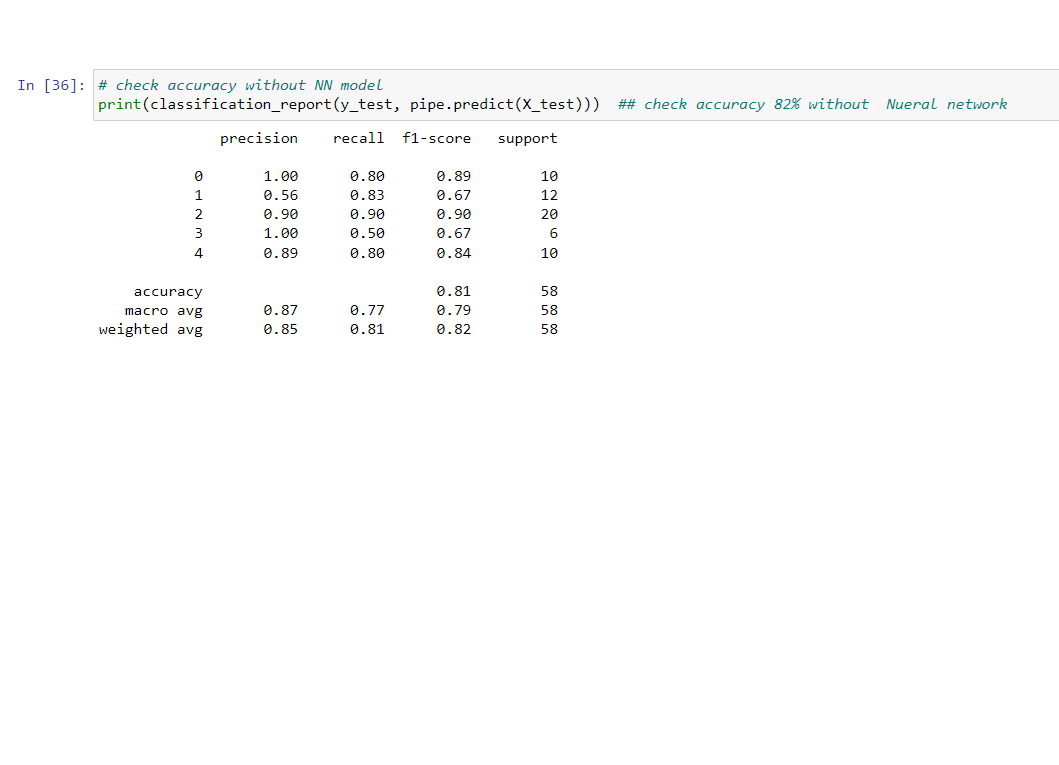 In [36]: # check accuracy without NN model
print(classification_report(y_test, pipe.predict(X_test)))  ## check accuracy 82% without  Nueral network
precision    recall  f1-score   support
0       1.00      0.80      0.89        10
1       0.56      0.83      0.67        12
2       0.90      0.90      0.90        20
3       1.00      0.50      0.67         6
4       0.89      0.80      0.84        10
accuracy                           0.81        58
macro avg       0.87      0.77      0.79        58
weighted avg       0.85      0.81      0.82        58